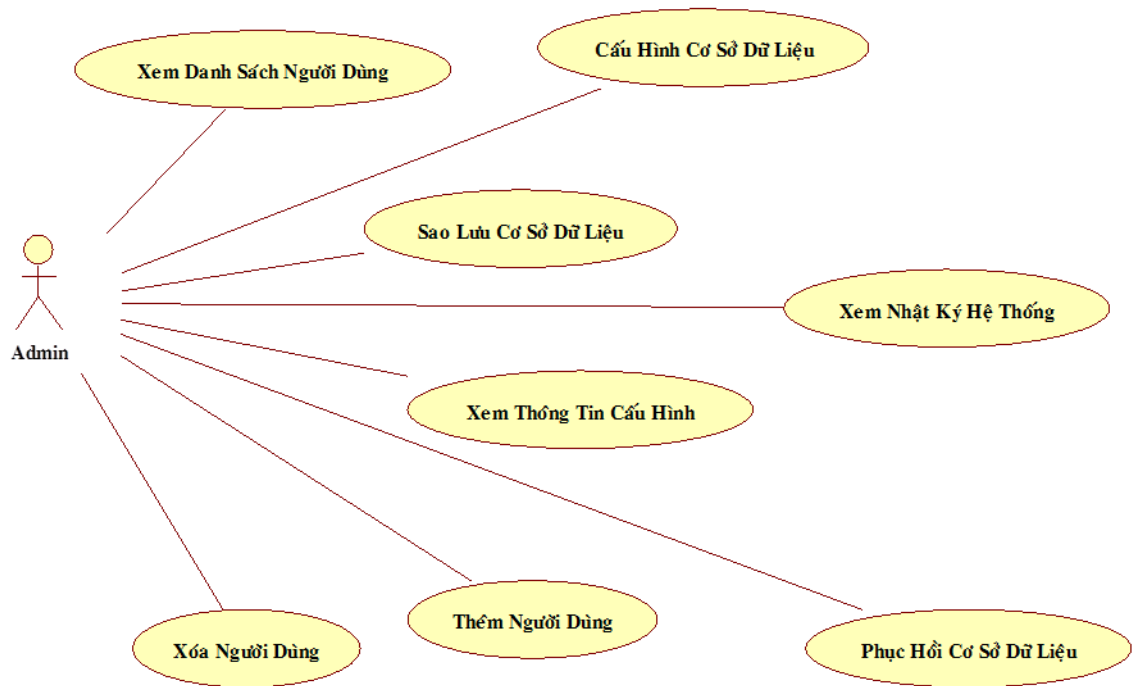 Cấu Hình Cơ Sở Dữ Liệu
Xem Danh Sách Người Dùng
Sao Lưu Cơ Sở Dữ Liệu
Xem Nhật Ký Hệ Thống
Admin
Xem Thông Tin Cấu Hình
Thêm Người Dùng
Xóa Người Dùng
Phục Hồi Cơ Sở Dữ Liệu